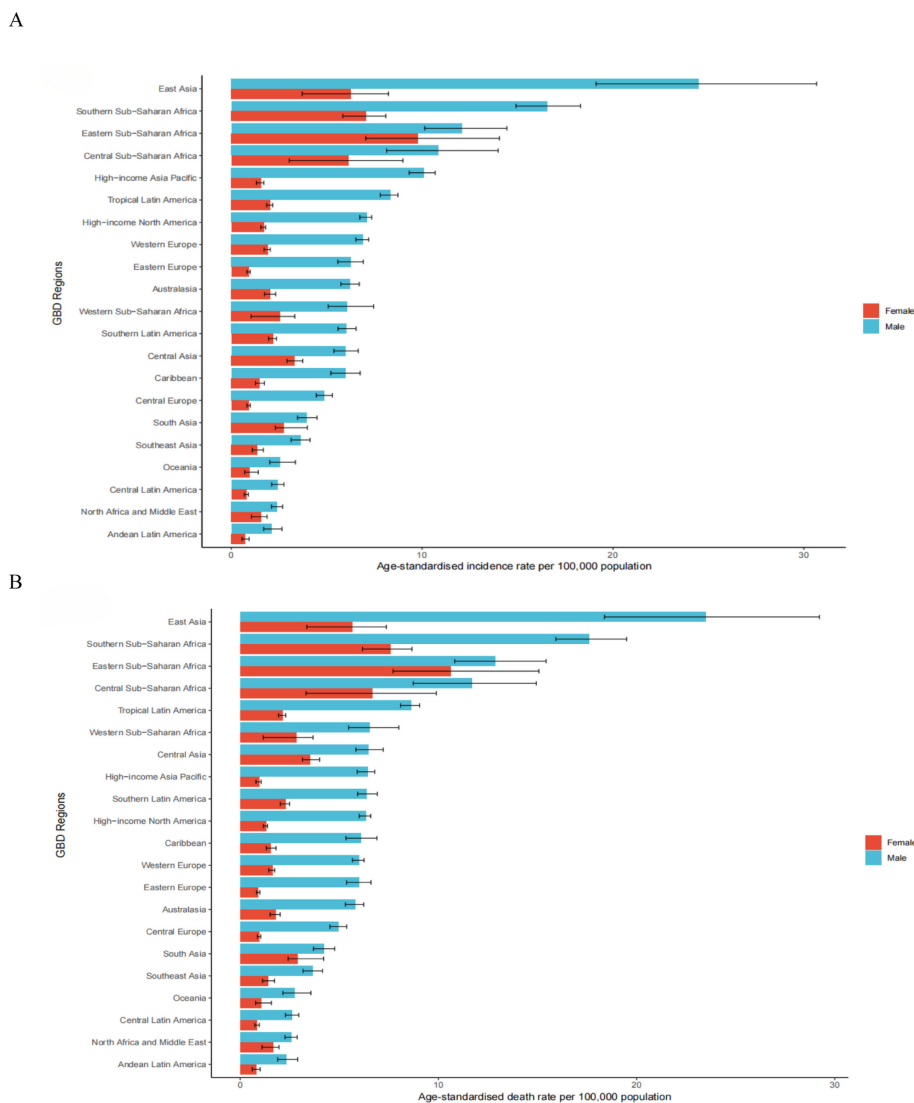 A
East Asia
Southern Sub−Saharan Africa
Eastern Sub−Saharan Africa
Central Sub−Saharan Africa
High−income Asia Pacific
Tropical Latin America
High−income North America
Western Europe
Eastern Europe
Australasia
Western Sub−Saharan Africa
Southern Latin America
Central Asia
Caribbean
Central Europe
South Asia
Southeast Asia
Oceania
Central Latin America
North Africa and Middle East
Andean Latin America
GBD Regions
Female
Male
0 10 20 30
Age−standardised incidence rate per 100,000 population
B
East Asia
Southern Sub−Saharan Africa
Eastern Sub−Saharan Africa
Central Sub−Saharan Africa
Tropical Latin America
Western Sub−Saharan Africa
Central Asia
High−income Asia Pacific
Southern Latin America
High−income North America
Caribbean
Western Europe
Eastern Europe
Australasia
Central Europe
South Asia
Southeast Asia
Oceania
Central Latin America
North Africa and Middle East
Andean Latin America
GBD Regions
Female
Male
0 10 20 30
Age−standardised death rate per 100,000 population